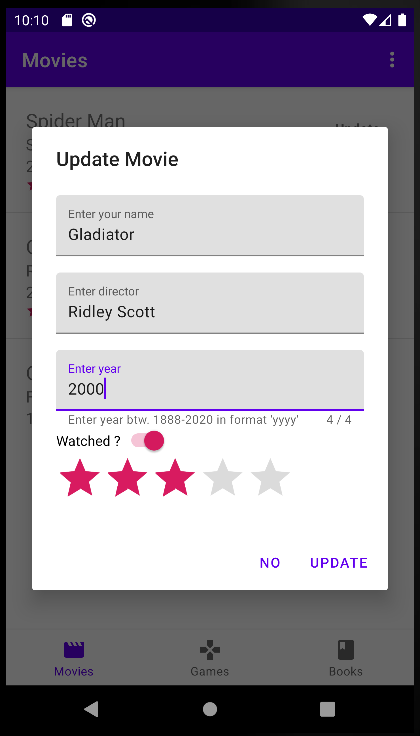 10:10
Movies
Spider Man
Update Movie
Enter your name
Gladiator
Enter director
Ridley Scott
Enter year
2000
Enter year btw. 1888-2020 in format 'yyyy' 4 / 4
Watched ?
NO UPDATE
Movies Games Books